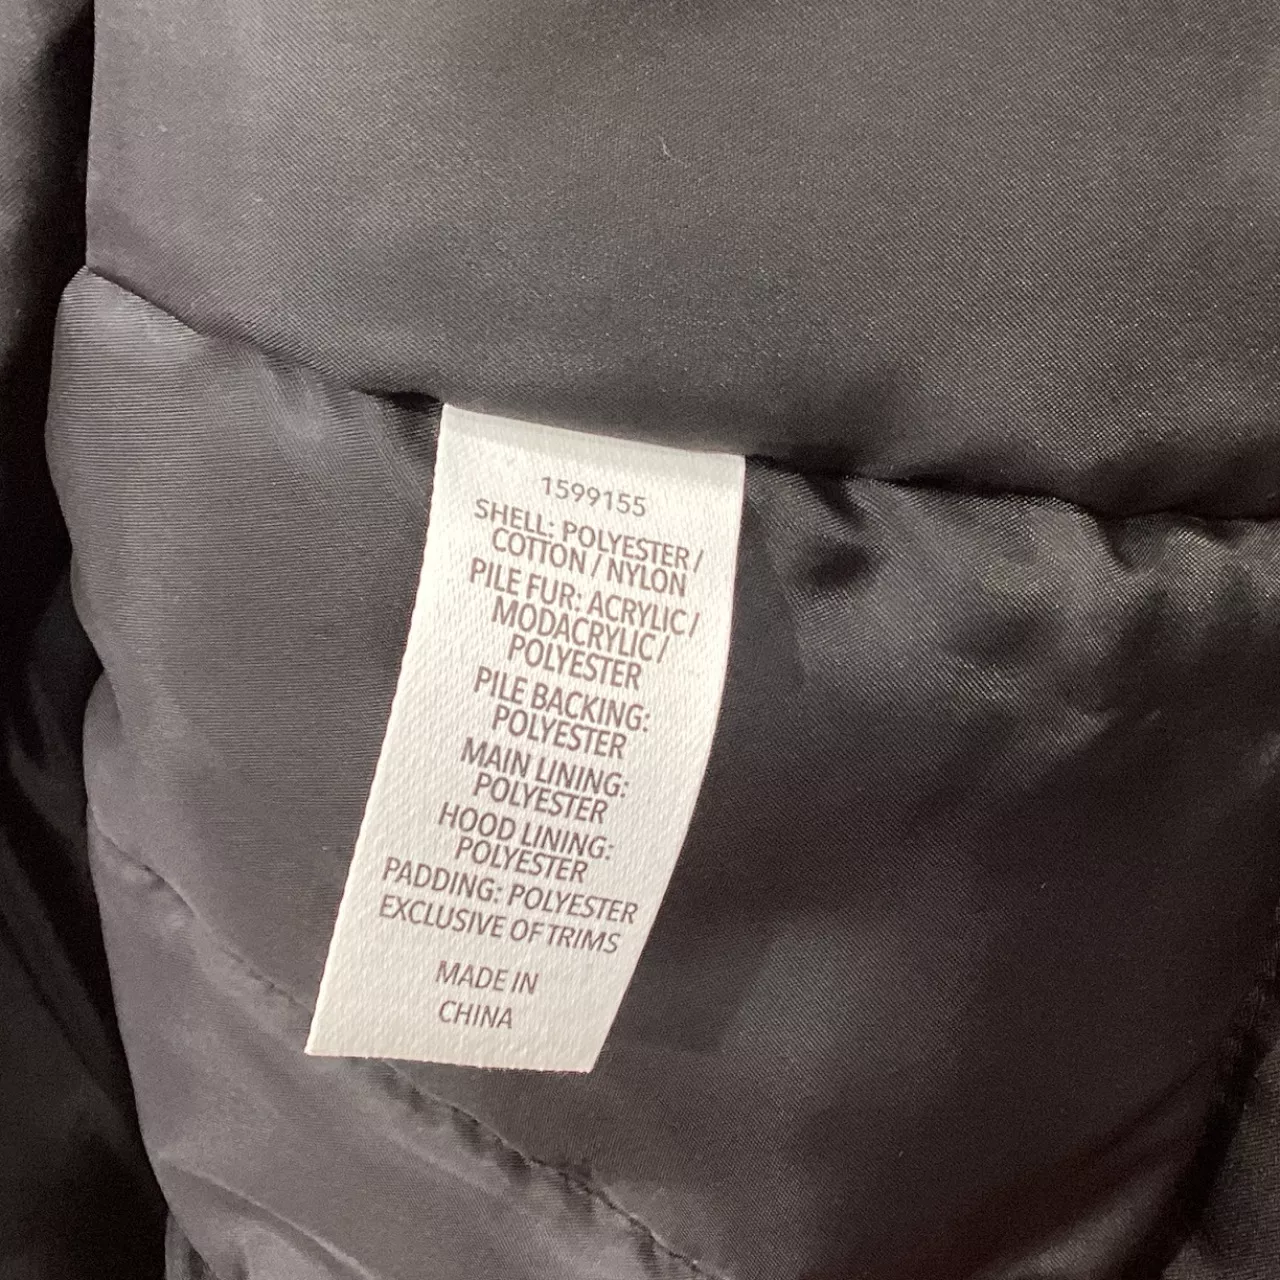 1599155
SHELL: POLYESTER /
COTTON / NYLON
PILE FUR: ACRYLIC /
MODACRYLIC /
POLYESTER
PILE BACKING:
POLYESTER
MAIN LINING:
POLYESTER
HOOD LINING:
POLYESTER
PADDING: POLYESTER
EXCLUSIVE OF TRIMS
MADE IN
CHINA